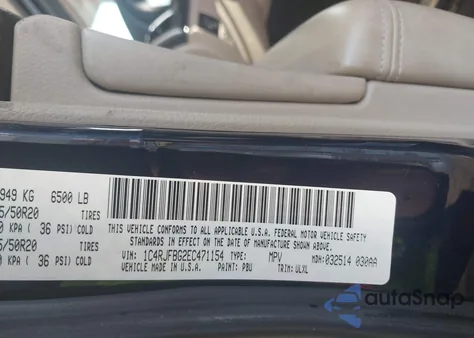 949 KG 6500 LB
5/50R20 TIRES
0 KPA ( 36 PSI) COLD
5/50R20 TIRES
0 KPA ( 36 PSI) COLD
THIS VEHICLE CONFORMS TO ALL APPLICABLE U.S.A. FEDERAL MOTOR VEHICLE SAFETY
STANDARDS IN EFFECT ON THE DATE OF MANUFACTURE SHOWN ABOVE
VIN: 1C4RJFBG2EC471154 TYPE: MPV MDH: 032514 030AA
MADE IN U.S.A. PAINT: PBU TRIM: ULXL
autoSnap